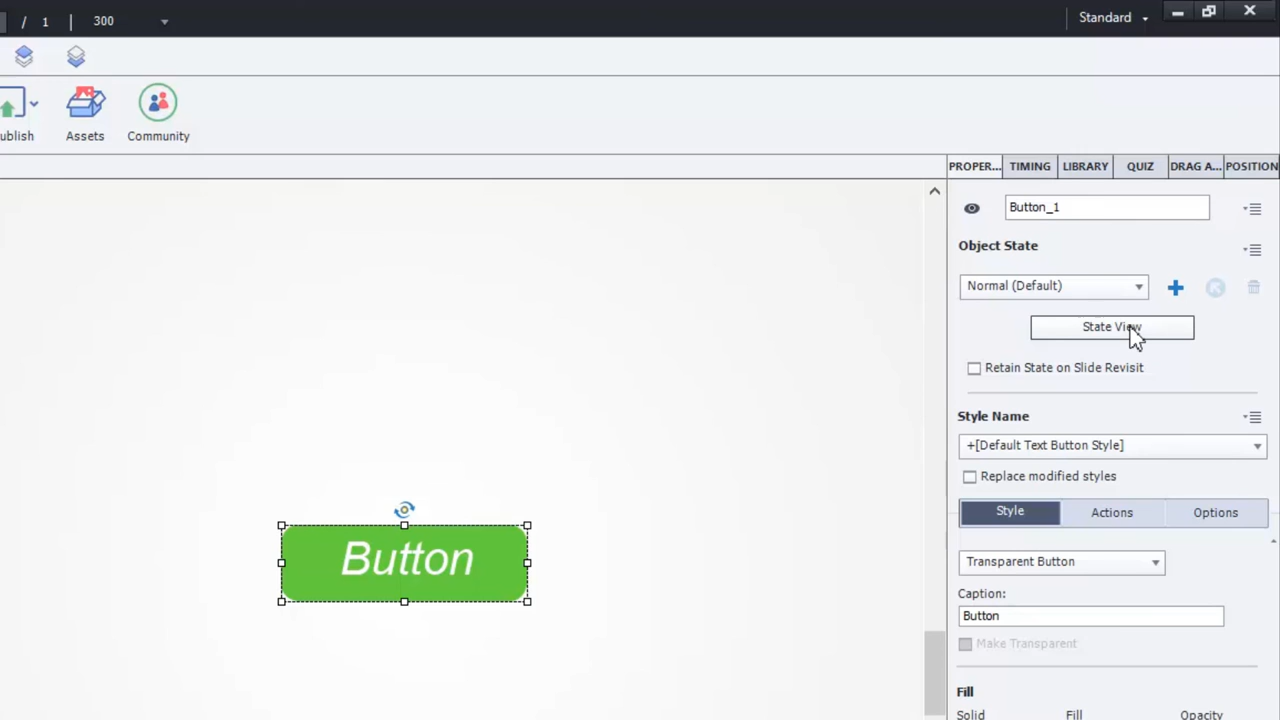 / 1 | 300
Standard
ublish
Assets
Community
PROPER...
TIMING
LIBRARY
QUIZ
DRAG A...
POSITION
Button_1
Object State
Normal (Default)
State View
Retain State on Slide Revisit
Style Name
+[Default Text Button Style]
Replace modified styles
Style
Actions
Options
Button
Transparent Button
Caption:
Button
Make Transparent
Fill
Solid
Fill
Opacity